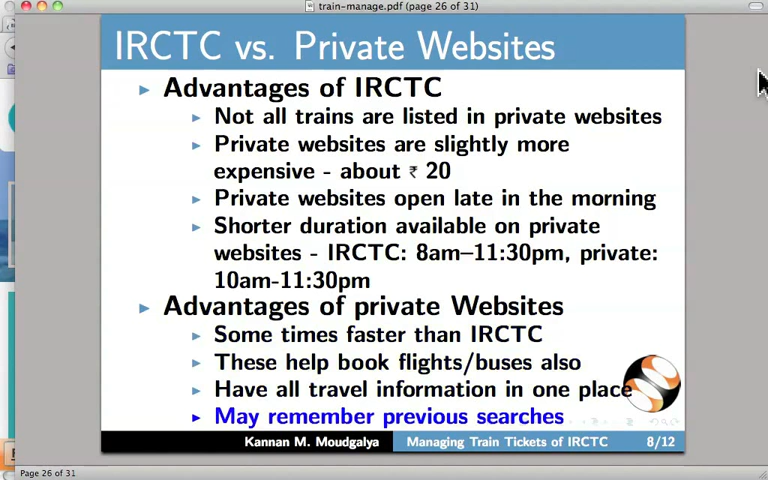 train-manage.pdf (page 26 of 31)
IRCTC vs. Private Websites
Advantages of IRCTC
Not all trains are listed in private websites
Private websites are slightly more
expensive - about ₹ 20
Private websites open late in the morning
Shorter duration available on private
websites - IRCTC: 8am–11:30pm, private:
10am-11:30pm
Advantages of private Websites
Some times faster than IRCTC
These help book flights/buses also
Have all travel information in one place
May remember previous searches
Kannan M. Moudgalya Managing Train Tickets of IRCTC 8/12
Page 26 of 31